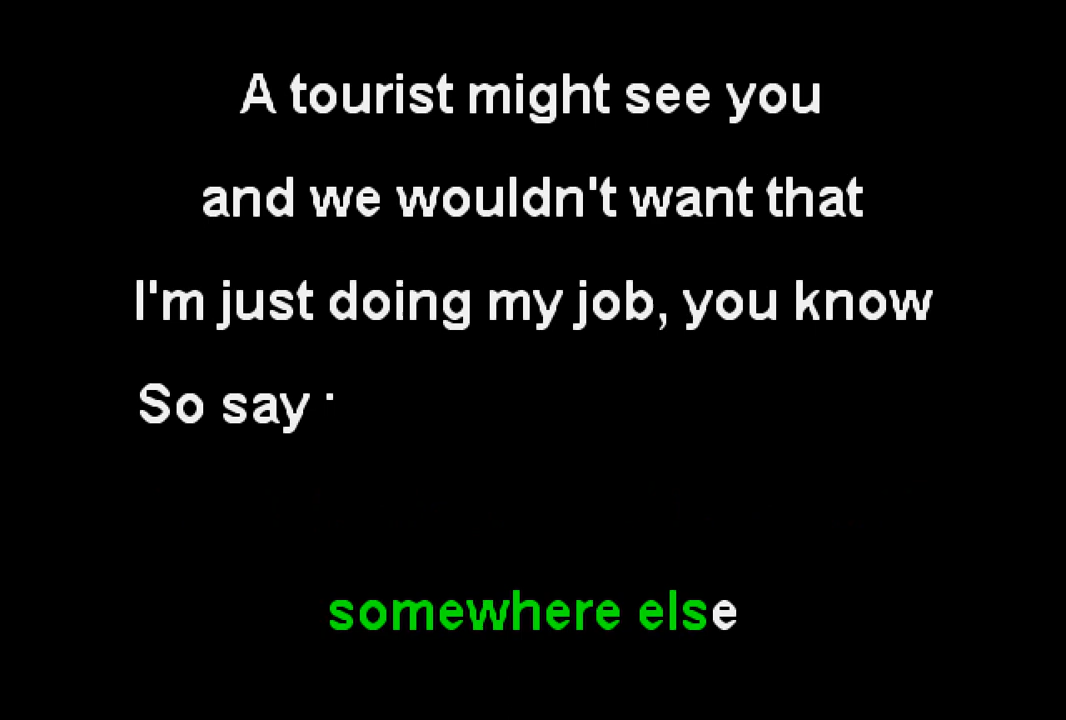 A tourist might see you
and we wouldn't want that
I'm just doing my job, you know
So say
somewhere else